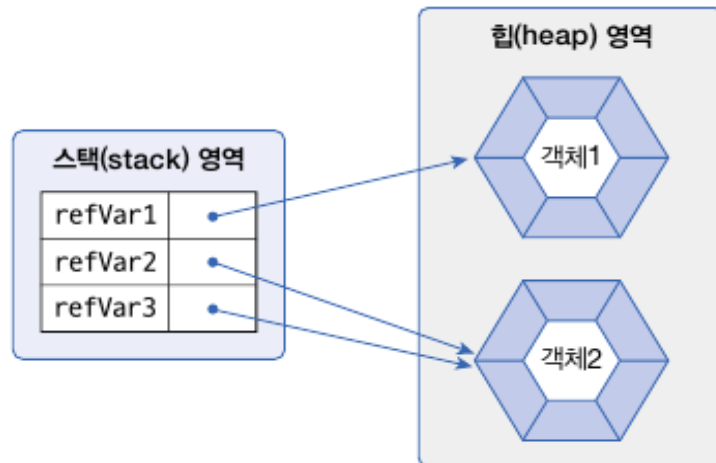 스택(stack) 영역
refVar1
refVar2
refVar3
힙(heap) 영역
객체1
객체2